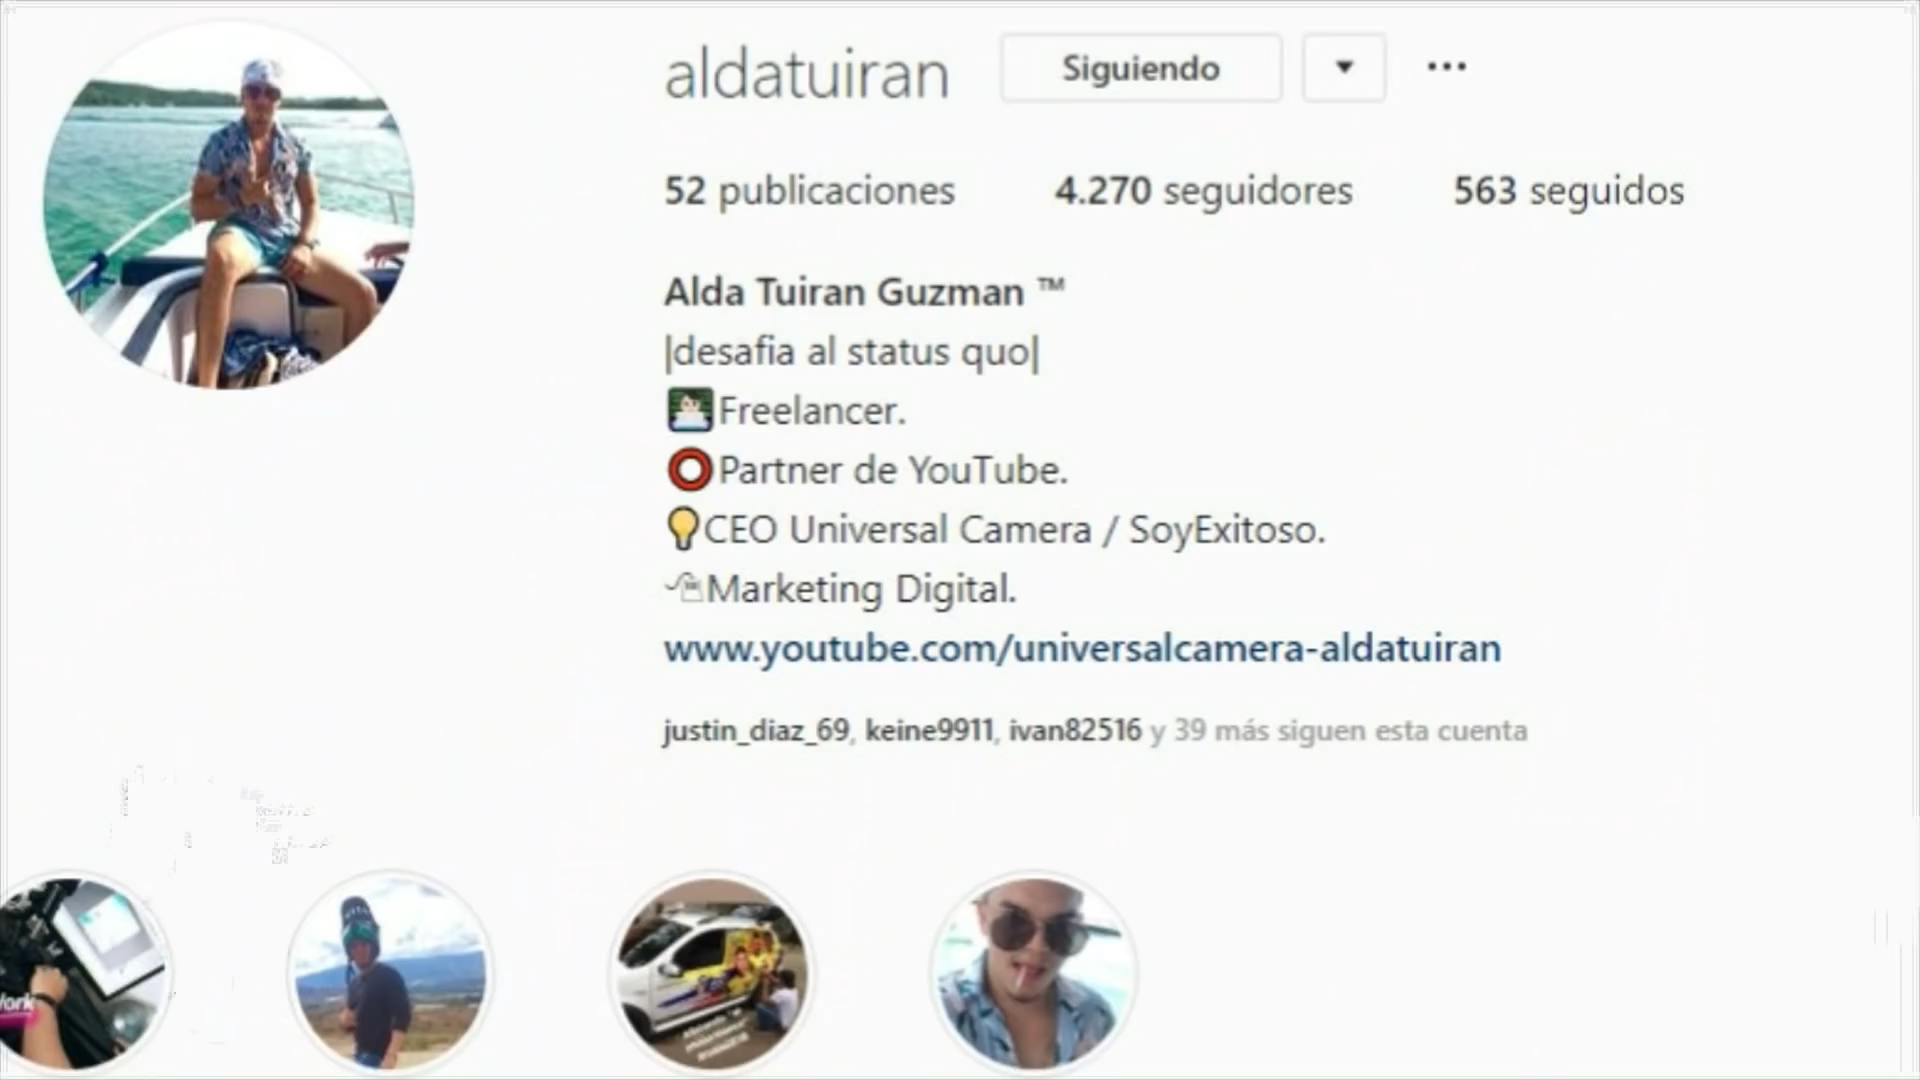 aldatuiran Siguiendo
52 publicaciones 4.270 seguidores 563 seguidos
Alda Tuiran Guzman ™
|desafia al status quo|
Freelancer.
Partner de YouTube.
CEO Universal Camera / SoyExitoso.
Marketing Digital.
www.youtube.com/universalcamera-aldatuiran
justin_diaz_69, keine9911, ivan82516 y 39 más siguen esta cuenta